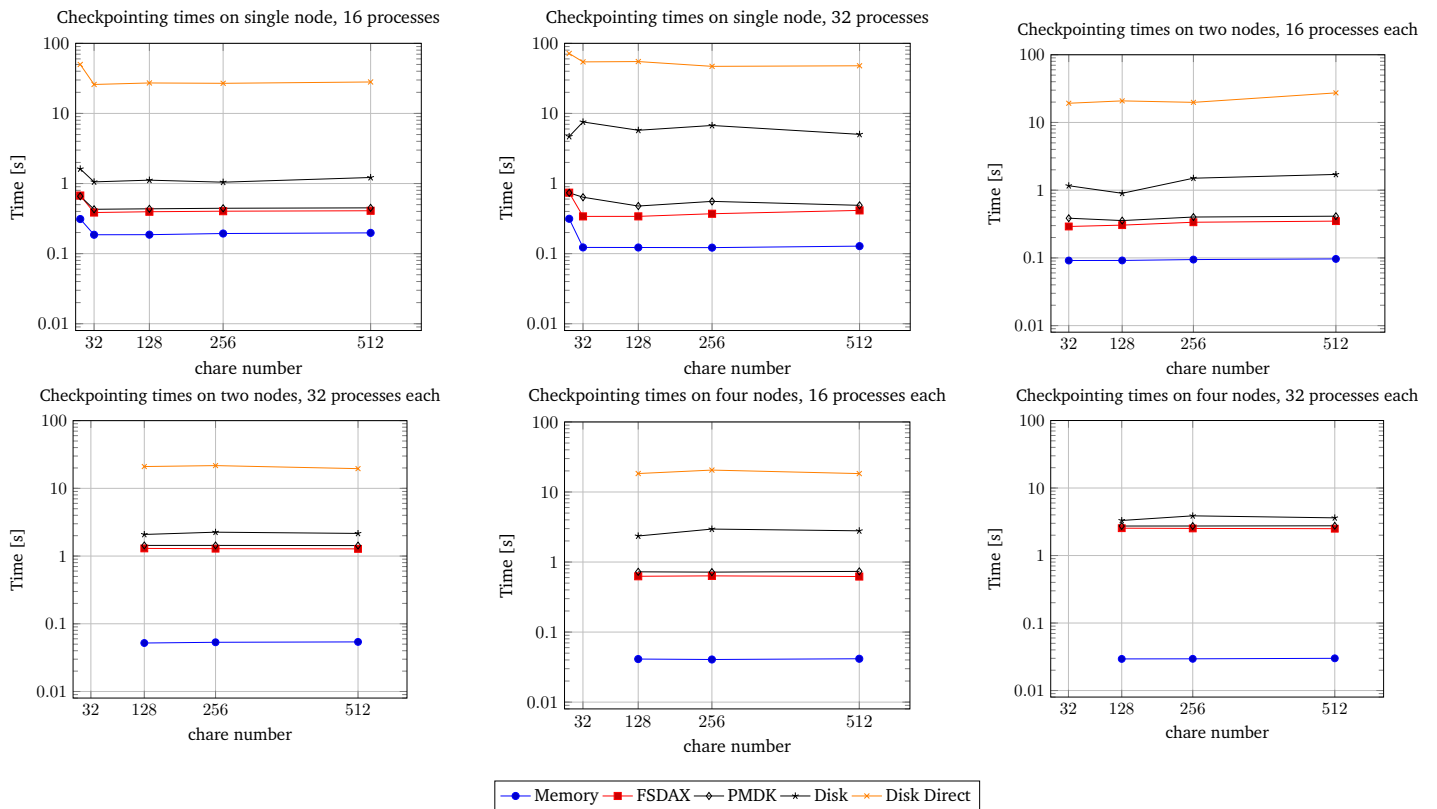 Checkpointing times on single node, 16 processes
100
10
1
0.1
0.01
Time [s]
32 128 256 512
chare number
Checkpointing times on single node, 32 processes
100
10
1
0.1
0.01
Time [s]
32 128 256 512
chare number
Checkpointing times on two nodes, 16 processes each
100
10
1
0.1
0.01
Time [s]
32 128 256 512
chare number
Checkpointing times on two nodes, 32 processes each
100
10
1
0.1
0.01
Time [s]
32 128 256 512
chare number
Checkpointing times on four nodes, 16 processes each
100
10
1
0.1
0.01
Time [s]
32 128 256 512
chare number
Checkpointing times on four nodes, 32 processes each
100
10
1
0.1
0.01
Time [s]
32 128 256 512
chare number
Memory FSDAX PMDK Disk Disk Direct